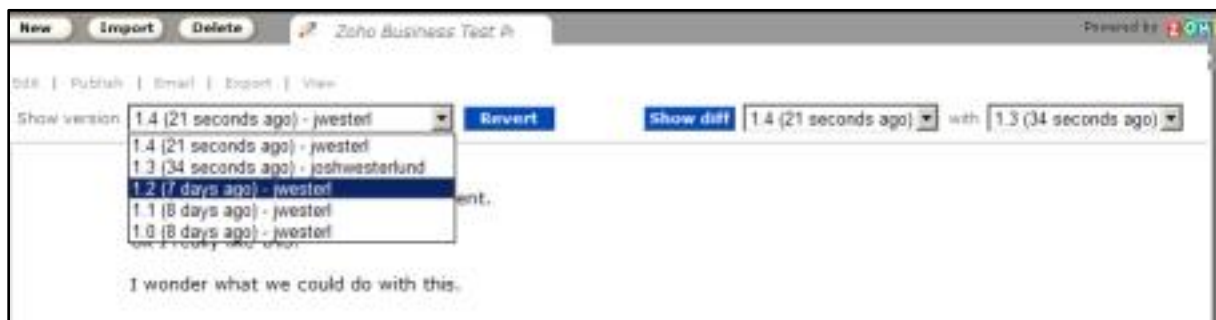 New Import Delete Zoho Business Test Powered by
Edit | Publish | Email | Export | View
Show version 1.4 (21 seconds ago) - jwesterl Revert Show diff 1.4 (21 seconds ago) with 1.3 (34 seconds ago)
1.4 (21 seconds ago) - jwesterl
1.3 (34 seconds ago) - joshwesterlund
1.2 (7 days ago) - jwesterl
1.1 (8 days ago) - jwesterl
1.0 (8 days ago) - jwesterl
I wonder what we could do with this.